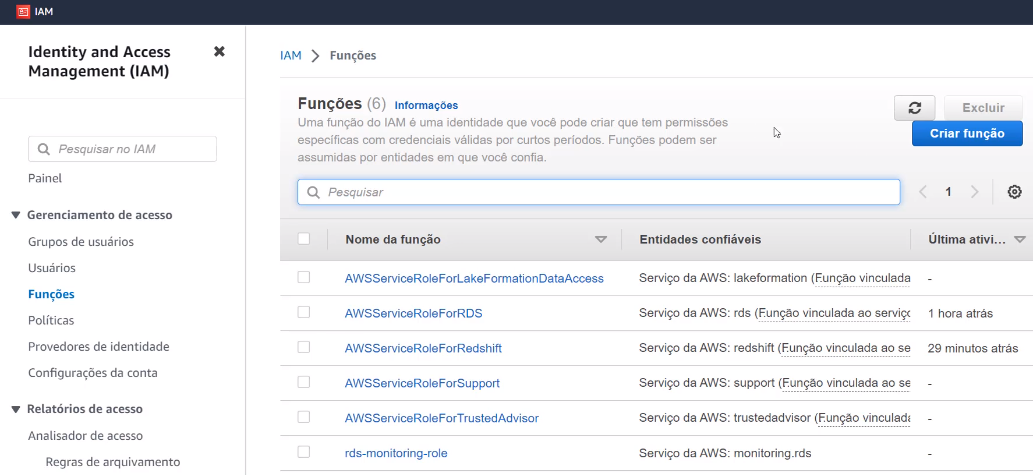 IAM
Identity and Access
Management (IAM)
Pesquisar no IAM
Painel
Gerenciamento de acesso
Grupos de usuários
Usuários
Funções
Políticas
Provedores de identidade
Configurações da conta
Relatórios de acesso
Analisador de acesso
Regras de arquivamento
IAM
Funções
Funções (6) Informações
Uma função do IAM é uma identidade que você pode criar que tem permissões
específicas com credenciais válidas por curtos períodos. Funções podem ser
assumidas por entidades em que você confia.
Excluir
Criar função
Pesquisar
1
Nome da função Entidades confiáveis Última ativi...
AWSServiceRoleForLakeFormationDataAccess Serviço da AWS: lakeformation (Função vinculada -
AWSServiceRoleForRDS Serviço da AWS: rds (Função vinculada ao serviço 1 hora atrás
AWSServiceRoleForRedshift Serviço da AWS: redshift (Função vinculada ao se 29 minutos atrás
AWSServiceRoleForSupport Serviço da AWS: support (Função vinculada ao se -
AWSServiceRoleForTrustedAdvisor Serviço da AWS: trustedadvisor (Função vinculada -
rds-monitoring-role Serviço da AWS: monitoring.rds -